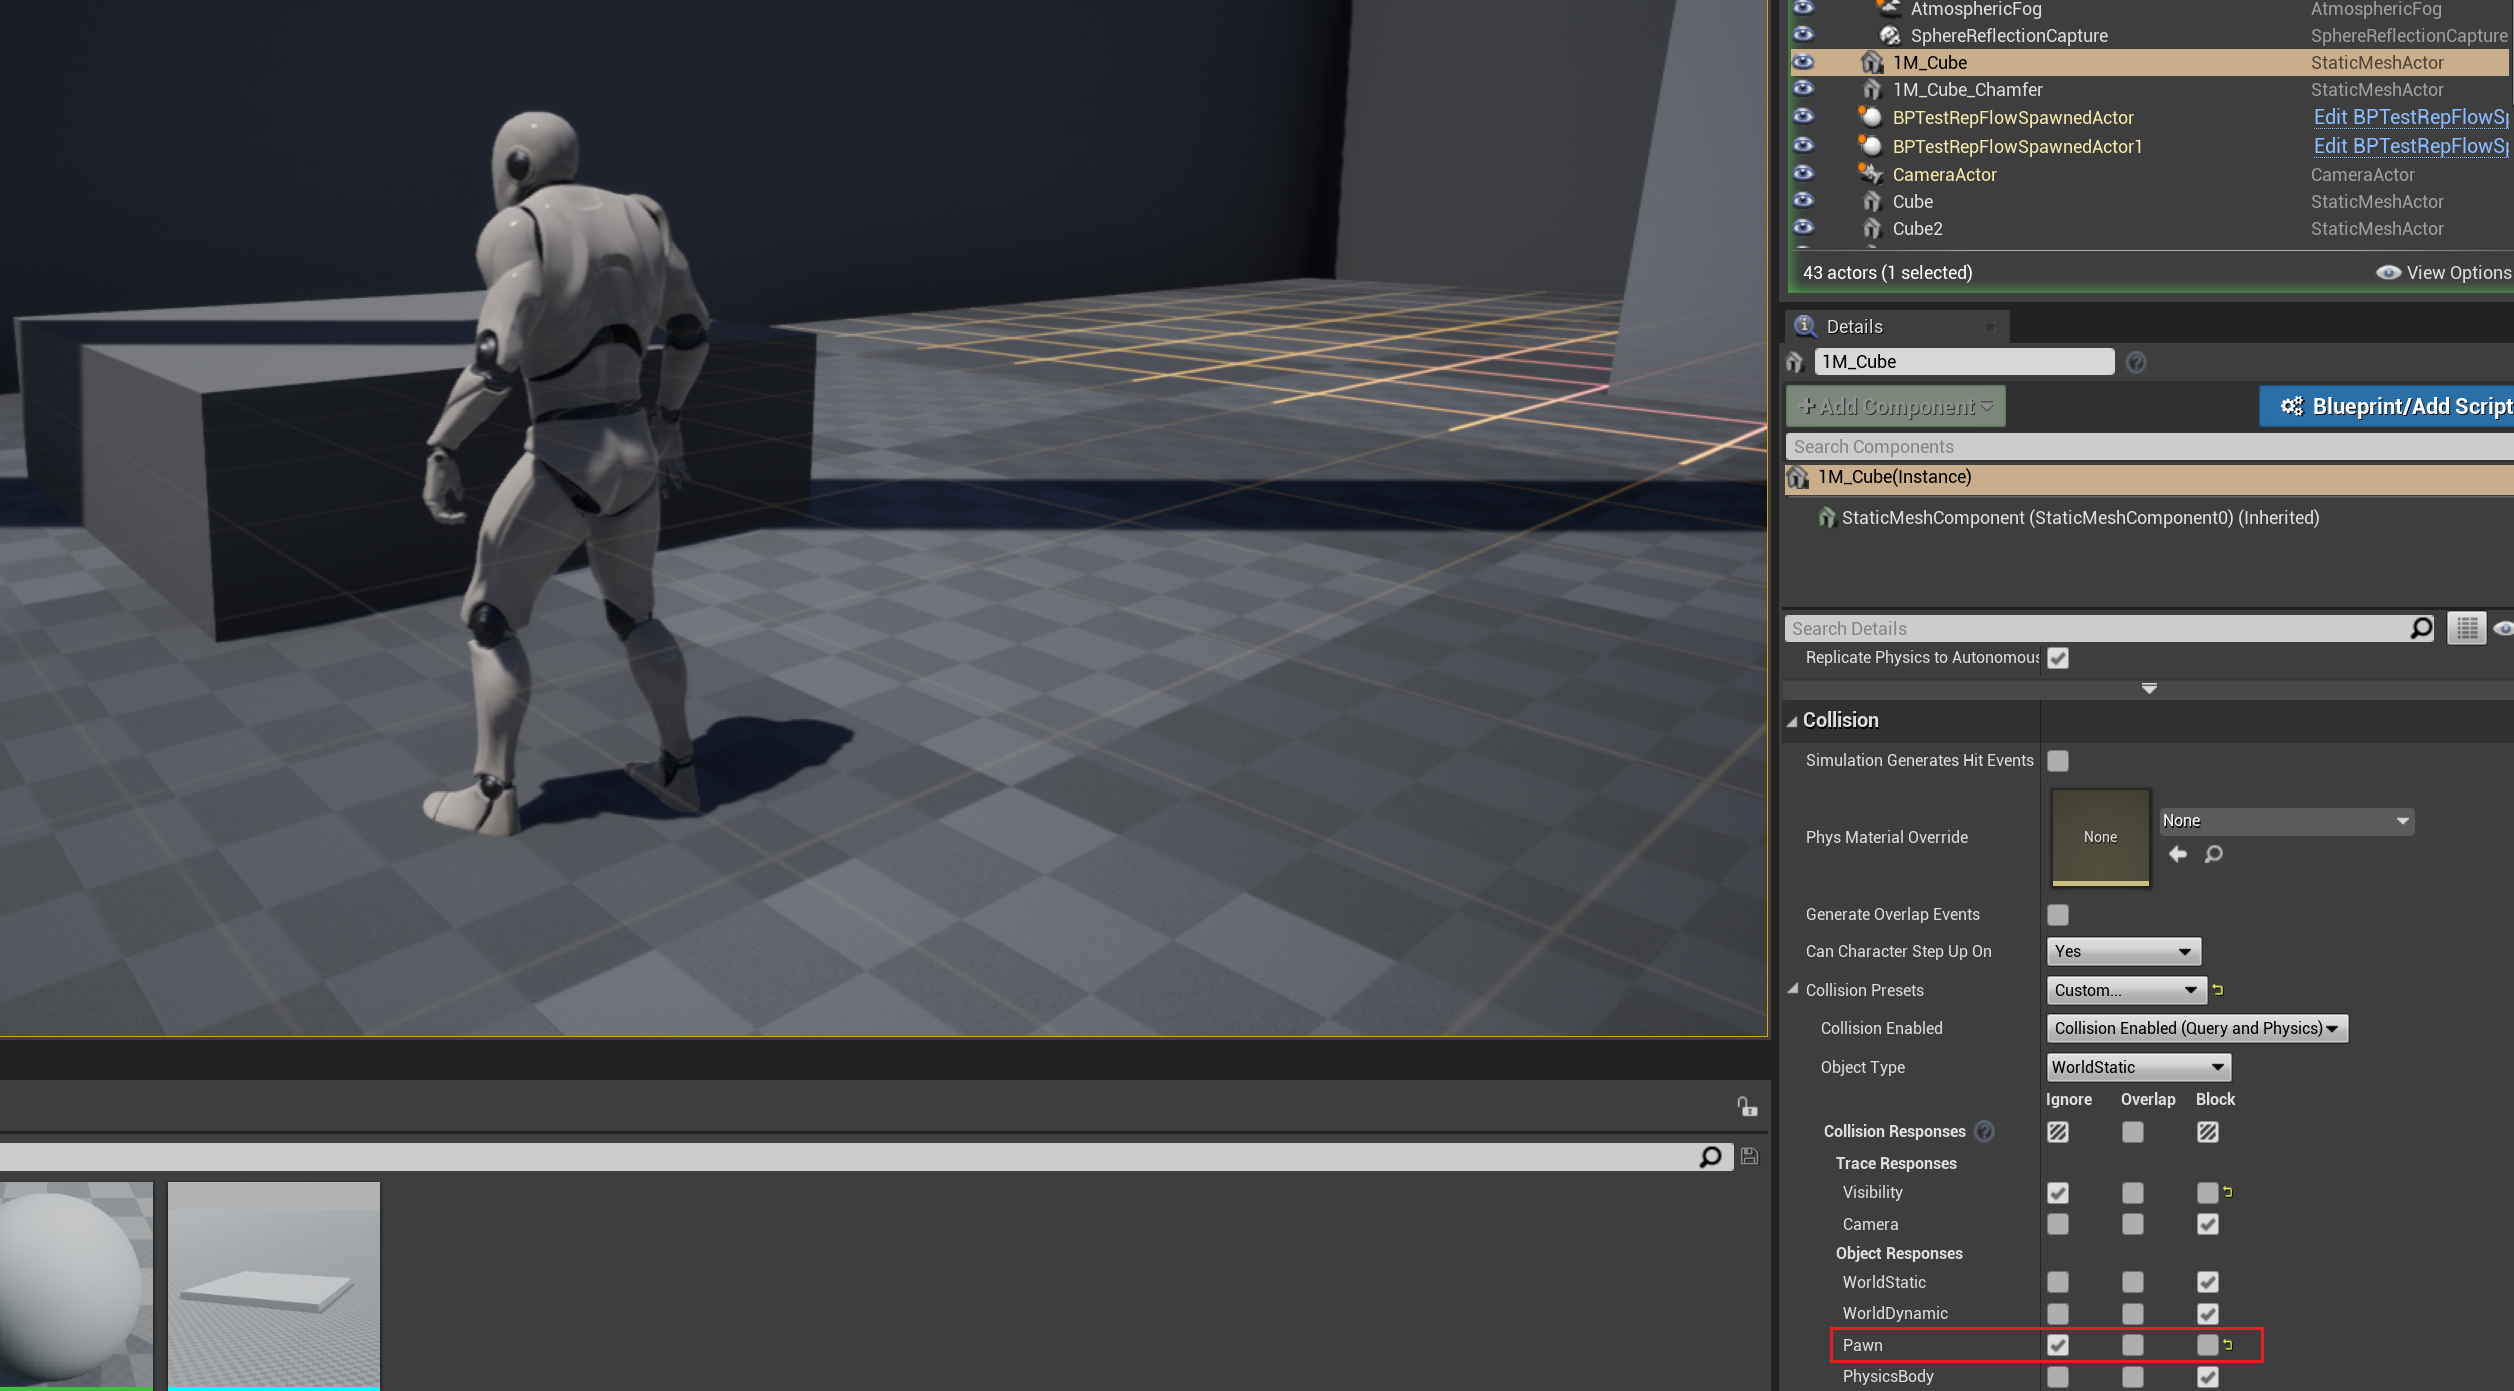 AtmosphericFog AtmosphericFog
SphereReflectionCapture SphereReflectionCapture
1M_Cube StaticMeshActor
1M_Cube_Chamfer StaticMeshActor
BPTestRepFlowSpawnedActor Edit BPTestRepFlowSp
BPTestRepFlowSpawnedActor1 Edit BPTestRepFlowSp
CameraActor CameraActor
Cube StaticMeshActor
Cube2 StaticMeshActor
43 actors (1 selected) View Options
Details
1M_Cube
+ Add Component Blueprint/Add Script
Search Components
1M_Cube(Instance)
StaticMeshComponent (StaticMeshComponent0) (Inherited)
Search Details
Replicate Physics to Autonomous
Collision
Simulation Generates Hit Events
Phys Material Override None None
Generate Overlap Events
Can Character Step Up On Yes
Collision Presets Custom...
Collision Enabled Collision Enabled (Query and Physics)
Object Type WorldStatic
Ignore Overlap Block
Collision Responses
Trace Responses
Visibility
Camera
Object Responses
WorldStatic
WorldDynamic
Pawn
PhysicsBody